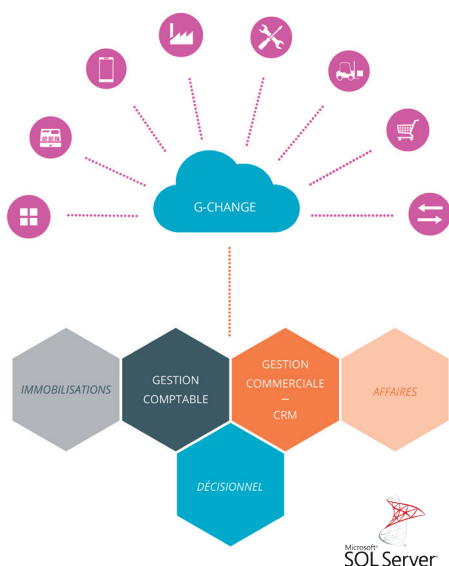 G-CHANGE
IMMOBILISATIONS
GESTION
COMPTABLE
GESTION
COMMERCIALE
–
CRM
AFFAIRES
DÉCISIONNEL
Microsoft®
SQL Server